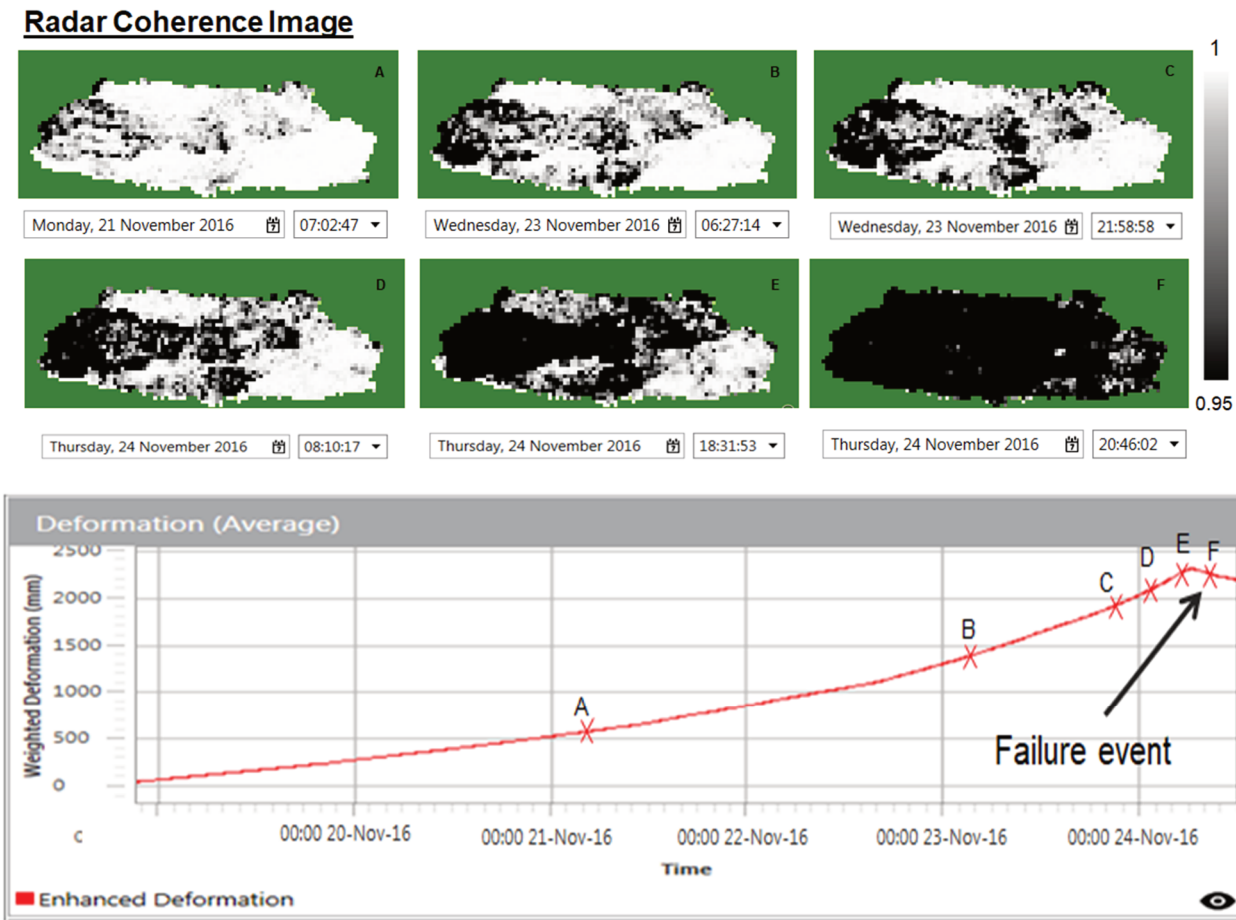 Radar Coherence Image
A
B
C
1
0.95
Monday, 21 November 2016 07:02:47
Wednesday, 23 November 2016 06:27:14
Wednesday, 23 November 2016 21:58:58
D
E
F
Thursday, 24 November 2016 08:10:17
Thursday, 24 November 2016 18:31:53
Thursday, 24 November 2016 20:46:02
Deformation (Average)
Weighted Deformation (mm)
2500
2000
1500
1000
500
0
A
B
C
D
E
F
Failure event
c
00:00 20-Nov-16
00:00 21-Nov-16
00:00 22-Nov-16
00:00 23-Nov-16
00:00 24-Nov-16
Time
Enhanced Deformation